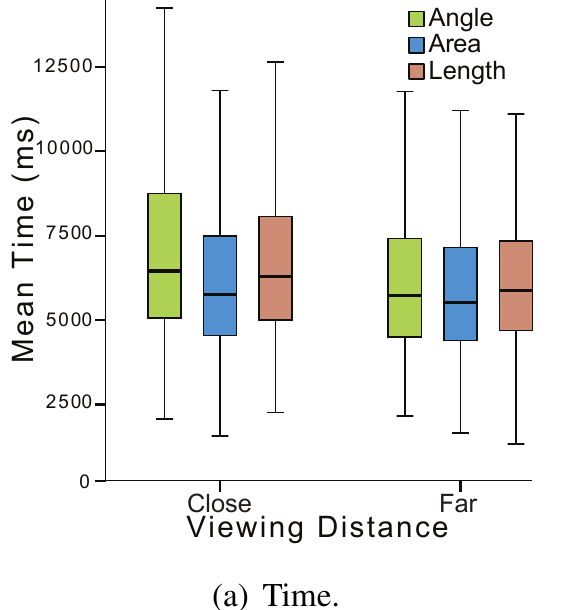 Angle
Area
Length
12500
10000
7500
5000
2500
0
Mean Time (ms)
Close
Far
Viewing Distance
(a) Time.